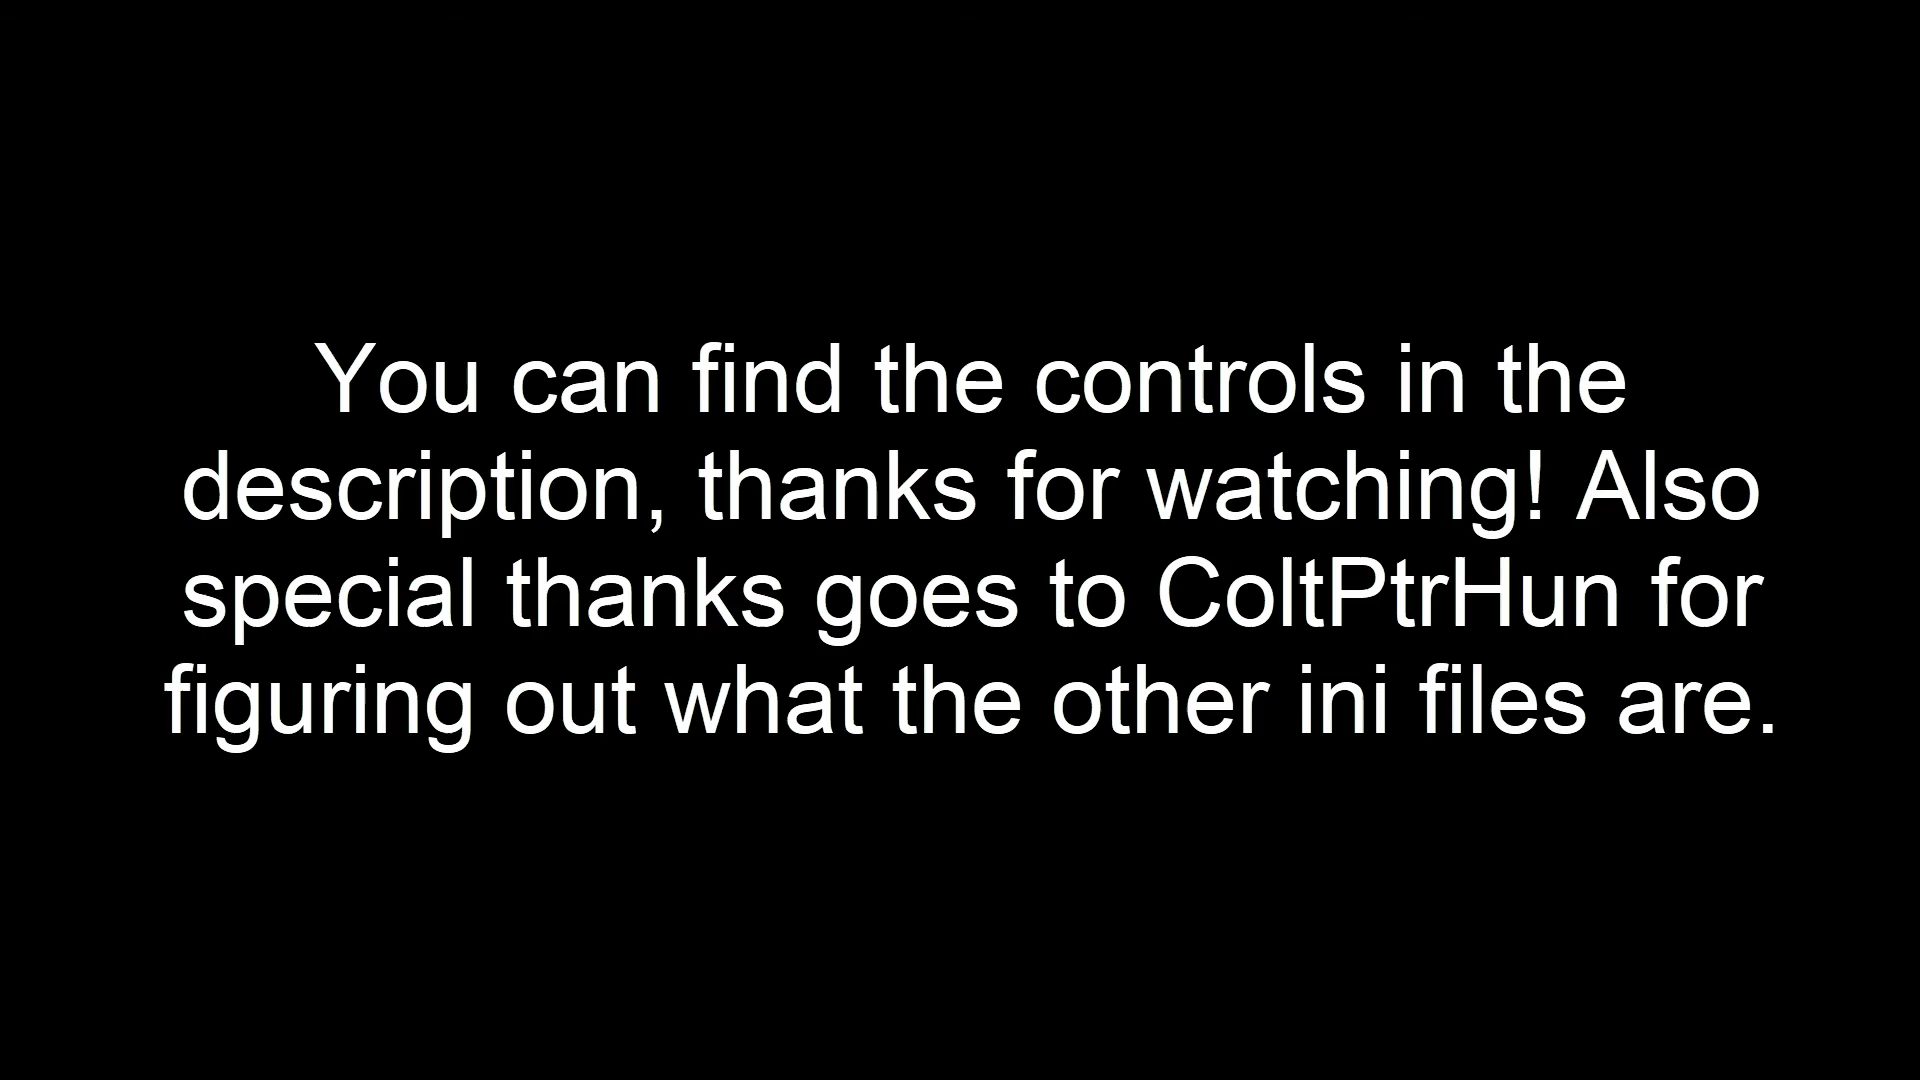 You can find the controls in the
description, thanks for watching! Also
special thanks goes to ColtPtrHun for
figuring out what the other ini files are.